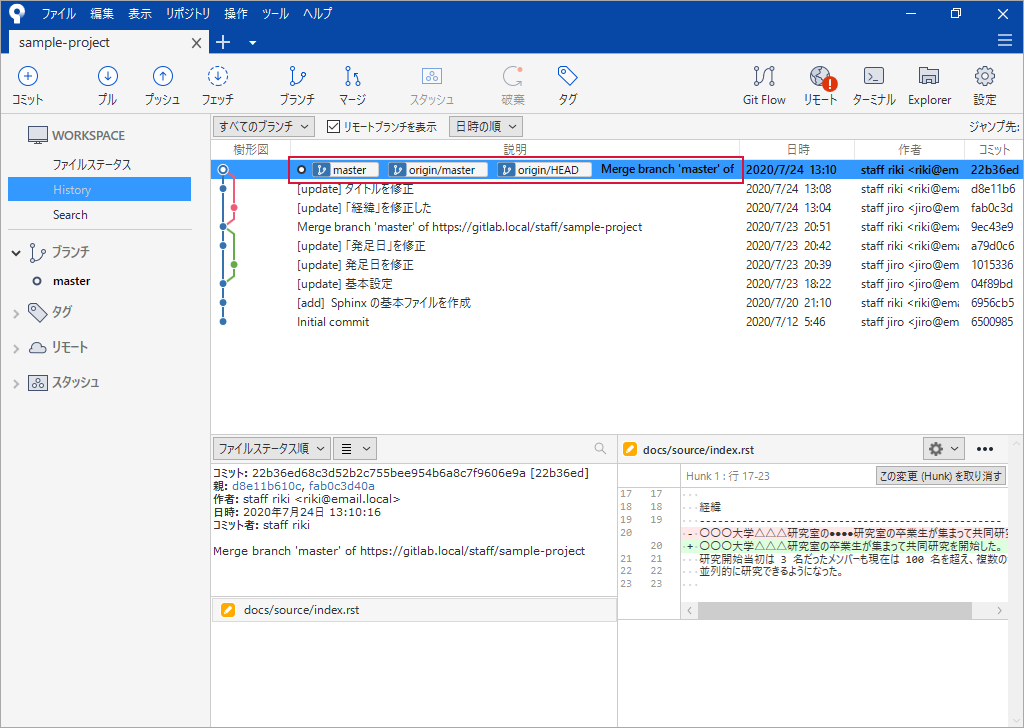 ファイル 編集 表示 リポジトリ 操作 ツール ヘルプ
sample-project
コミット プル プッシュ フェッチ ブランチ マージ スタッシュ 破棄 タグ Git Flow リモート ターミナル Explorer 設定
WORKSPACE
ファイルステータス
History
Search
ブランチ
master
タグ
リモート
スタッシュ
すべてのブランチ リモートブランチを表示 日時の順 ジャンプ先:
樹形図 説明 日時 作者 コミット
master origin/master origin/HEAD Merge branch 'master' of 2020/7/24 13:10 staff riki <riki@ema 22b36ed
[update] タイトルを修正 2020/7/24 13:08 staff riki <riki@em d8e11b6
[update] 「経緯」を修正した 2020/7/24 13:04 staff jiro <jiro@em fab0c3d
Merge branch 'master' of https://gitlab.local/staff/sample-project 2020/7/23 20:51 staff riki <riki@em 9ec43e9
[update] 「発足日」を修正 2020/7/23 20:42 staff jiro <jiro@em a79d0c6
[update] 発足日を修正 2020/7/23 20:39 staff riki <riki@em 1015336
[update] 基本設定 2020/7/23 18:22 staff jiro <jiro@em 04f89bd
[add] Sphinx の基本ファイルを作成 2020/7/20 21:10 staff riki <riki@em 6956cb5
Initial commit 2020/7/12 5:46 staff jiro <jiro@em 6500985
ファイルステータス順
コミット: 22b36ed68c3d52b2c755bee954b6a8c7f9606e9a [22b36ed]
親: d8e11b610c, fab0c3d40a
作者: staff riki <riki@email.local>
日時: 2020年7月24日 13:10:16
コミット者: staff riki
Merge branch 'master' of https://gitlab.local/staff/sample-project
docs/source/index.rst
docs/source/index.rst
Hunk 1 : 行 17-23 この変更 (Hunk) を取り消す
17 17
18 18 経緯
19 19 ----------------------------------------
20 - 〇〇〇大学△△△研究室の●●●●研究室の卒業生が集まって共同研
20 + 〇〇〇大学△△△研究室の卒業生が集まって共同研究を開始した。
21 21 研究開始当初は 3 名だったメンバーも現在は 100 名を超え、複数の
22 22 並列的に研究できるようになった。
23 23